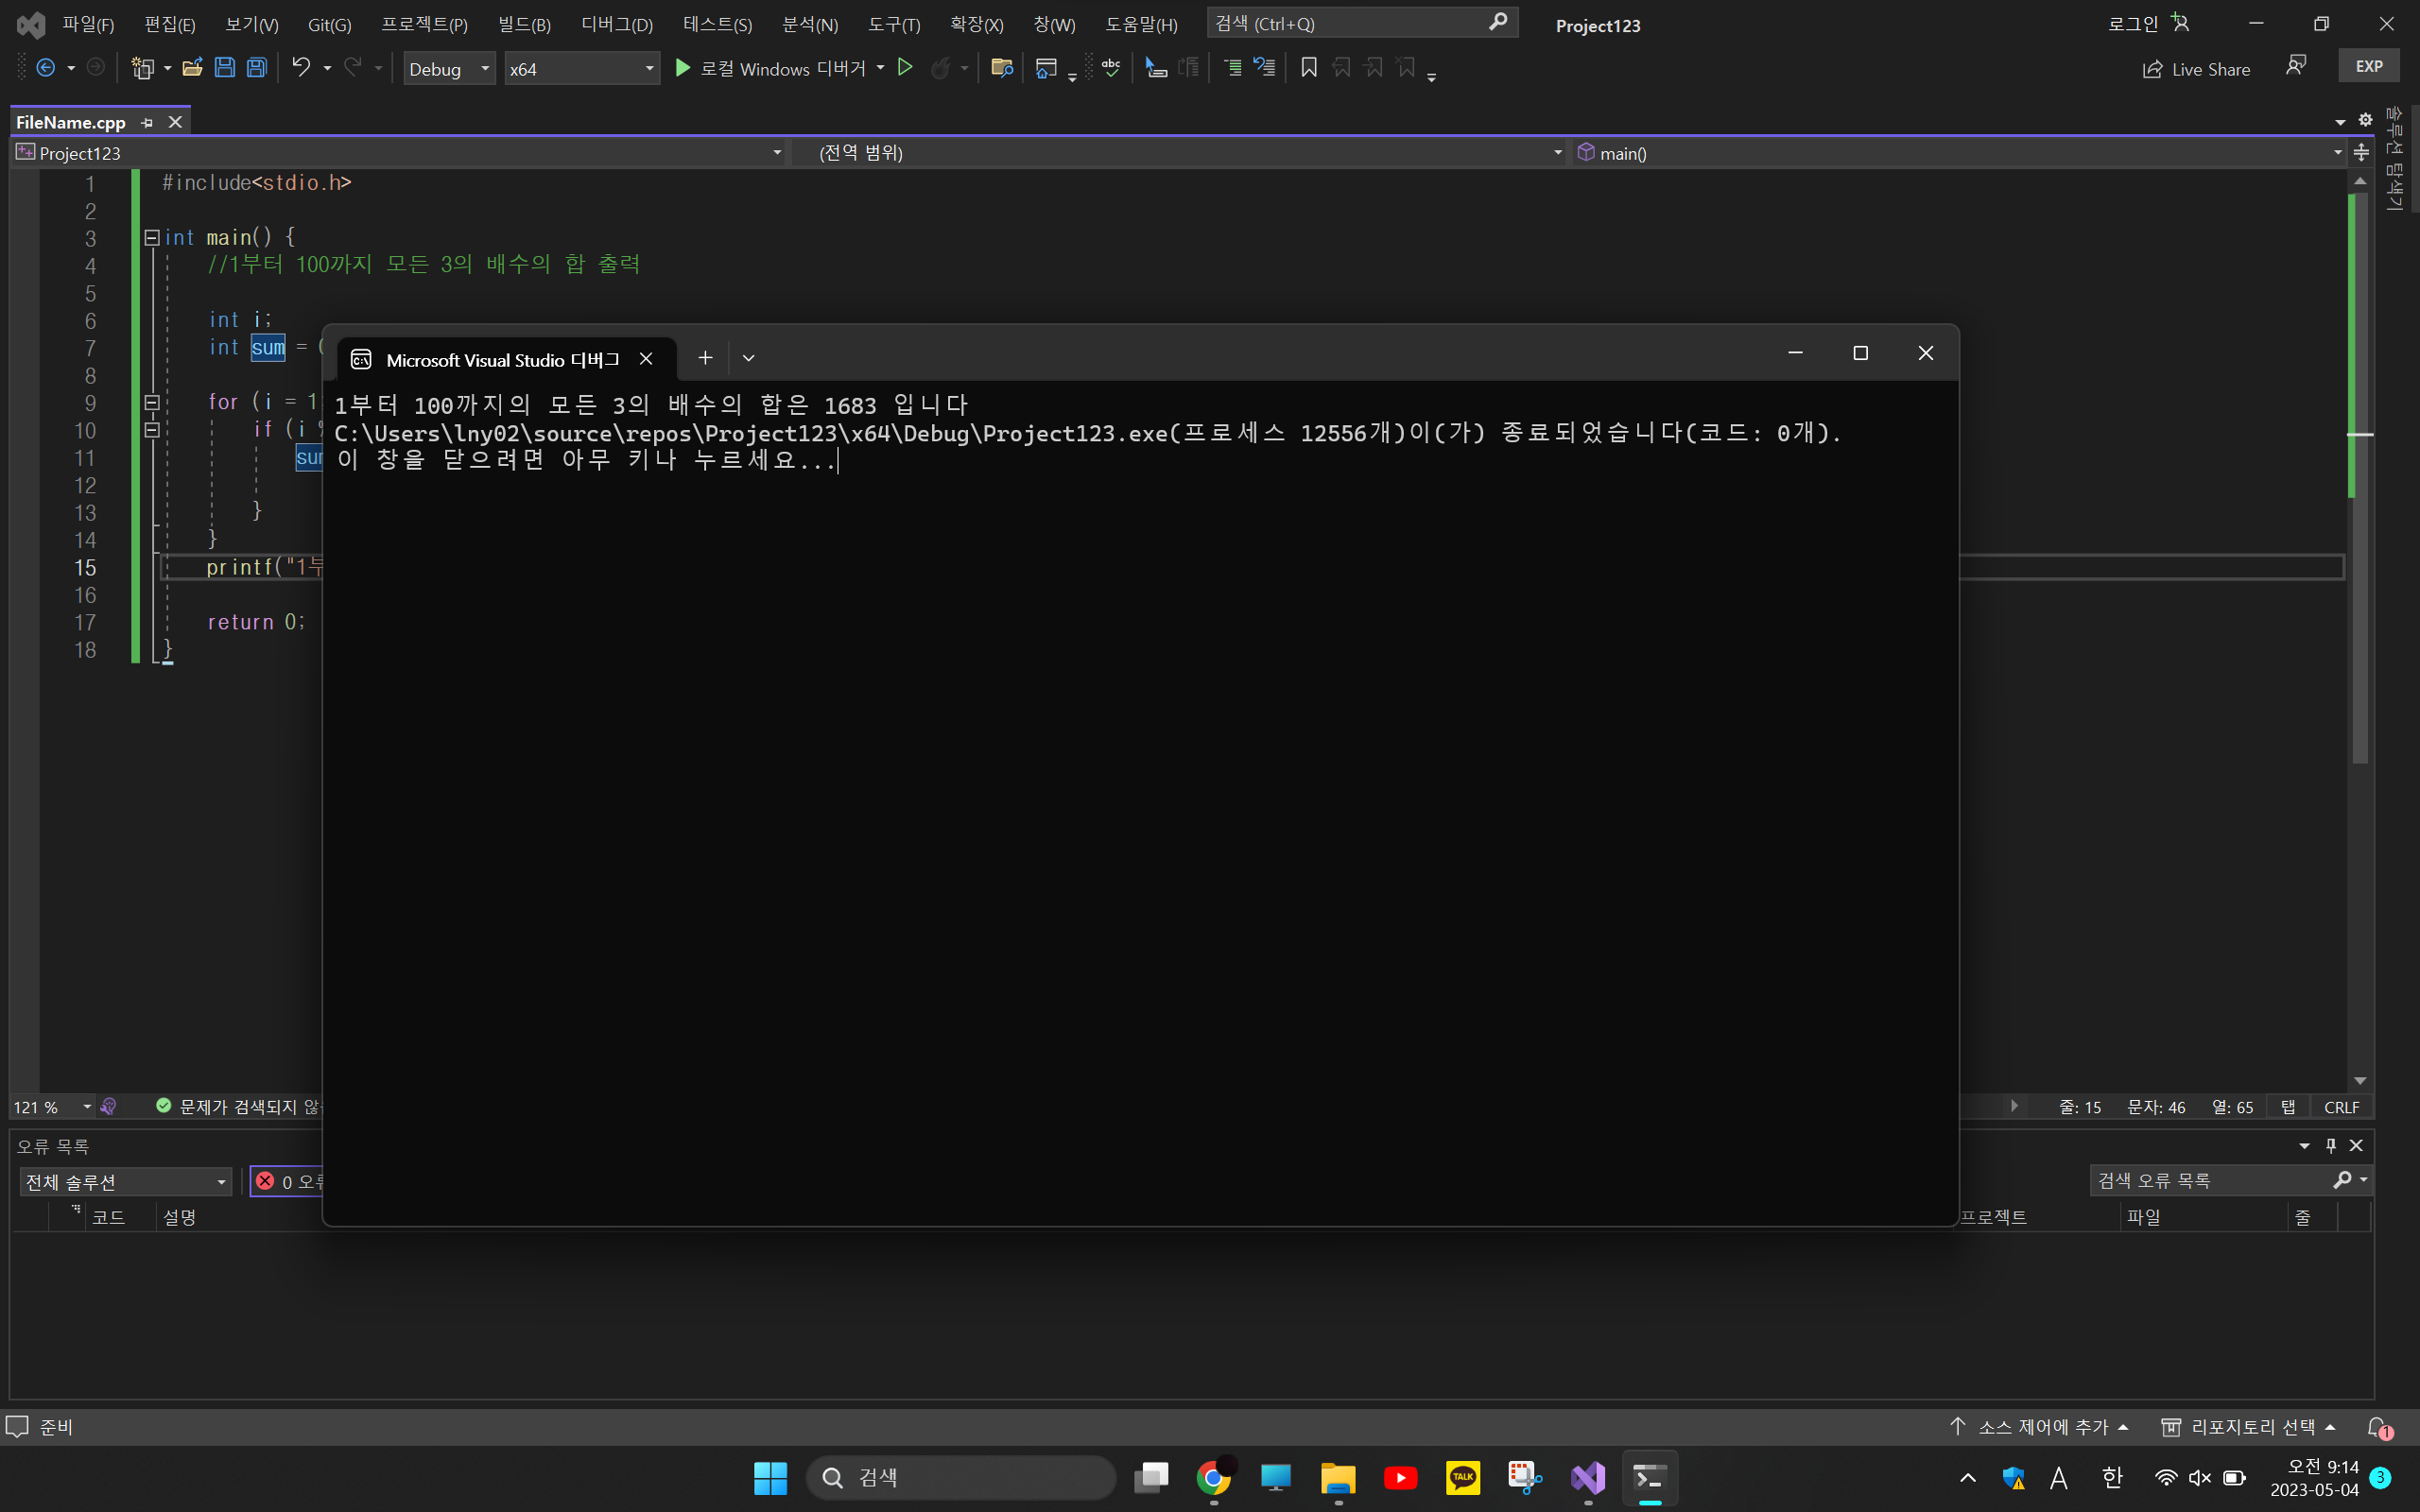 파일(F) 편집(E) 보기(V) Git(G) 프로젝트(P) 빌드(B) 디버그(D) 테스트(S) 분석(N) 도구(T) 확장(X) 창(W) 도움말(H) 검색 (Ctrl+Q) Project123 로그인
Debug x64 로컬 Windows 디버거 abc Live Share EXP
FileName.cpp
솔루션 탐색기
Project123 (전역 범위) main()
1 #include<stdio.h>
2
3 int main() {
4 //1부터 100까지 모든 3의 배수의 합 출력
5
6 int i;
7 int sum =
8
9 for (i = 1
10 if (i %
11 sum
12
13 }
14 }
15 printf("1부
16
17 return 0;
18 }
Microsoft Visual Studio 디버그
1부터 100까지의 모든 3의 배수의 합은 1683 입니다
C:\Users\lny02\source\repos\Project123\x64\Debug\Project123.exe(프로세스 12556개)이(가) 종료되었습니다(코드: 0개).
이 창을 닫으려면 아무 키나 누르세요...
121 % 문제가 검색되지 않 줄: 15 문자: 46 열: 65 탭 CRLF
오류 목록
전체 솔루션 0 오류 검색 오류 목록
코드 설명 프로젝트 파일 줄
준비 소스 제어에 추가 리포지토리 선택 1
검색 TALK A 한 오전 9:14 3
2023-05-04